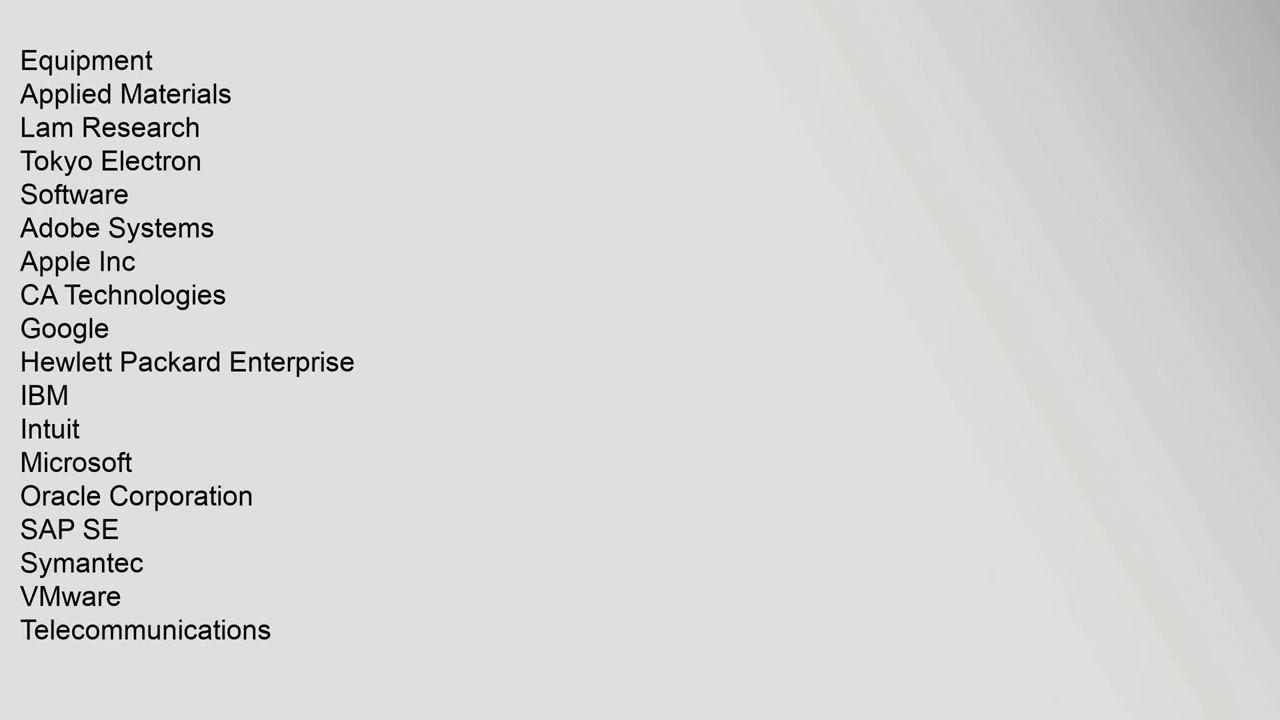 Equipment
Applied Materials
Lam Research
Tokyo Electron
Software
Adobe Systems
Apple Inc
CA Technologies
Google
Hewlett Packard Enterprise
IBM
Intuit
Microsoft
Oracle Corporation
SAP SE
Symantec
VMware
Telecommunications